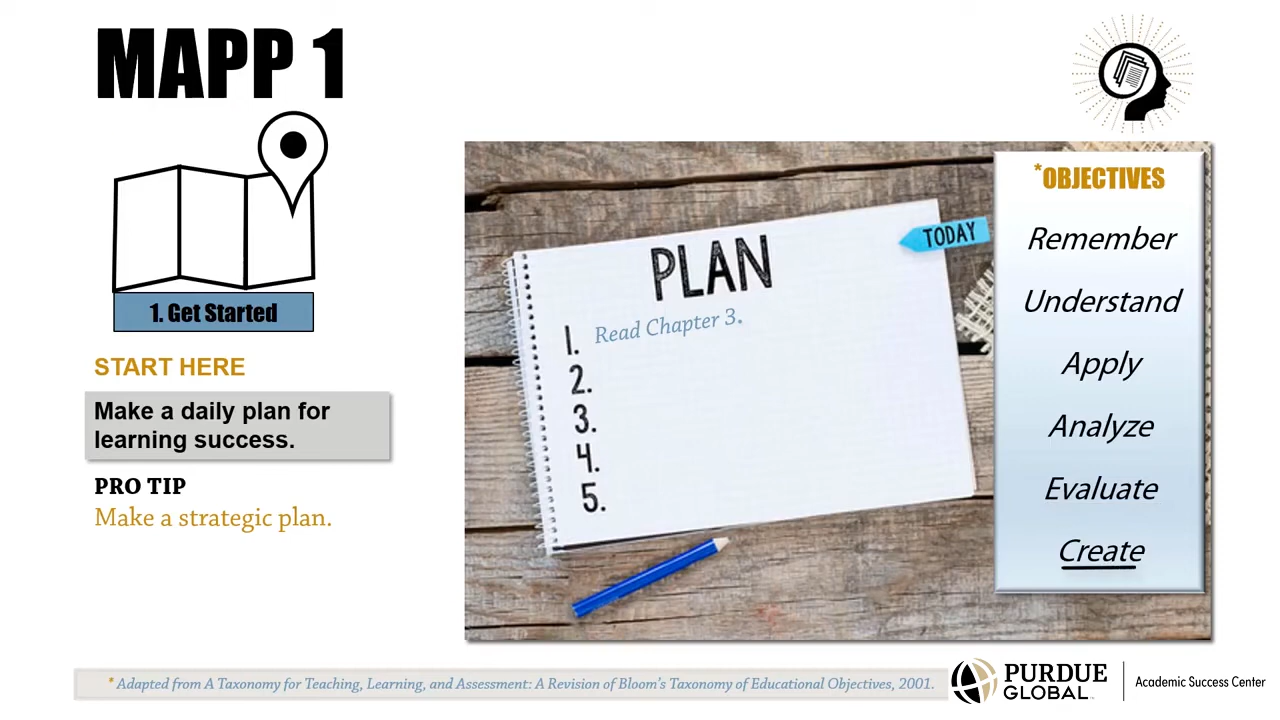 MAPP 1
1. Get Started
START HERE
Make a daily plan for
learning success.
PRO TIP
Make a strategic plan.
PLAN
TODAY
1. Read Chapter 3.
2.
3.
4.
5.
*OBJECTIVES
Remember
Understand
Apply
Analyze
Evaluate
Create
* Adapted from A Taxonomy for Teaching, Learning, and Assessment: A Revision of Bloom's Taxonomy of Educational Objectives, 2001.
PURDUE
GLOBAL
Academic Success Center